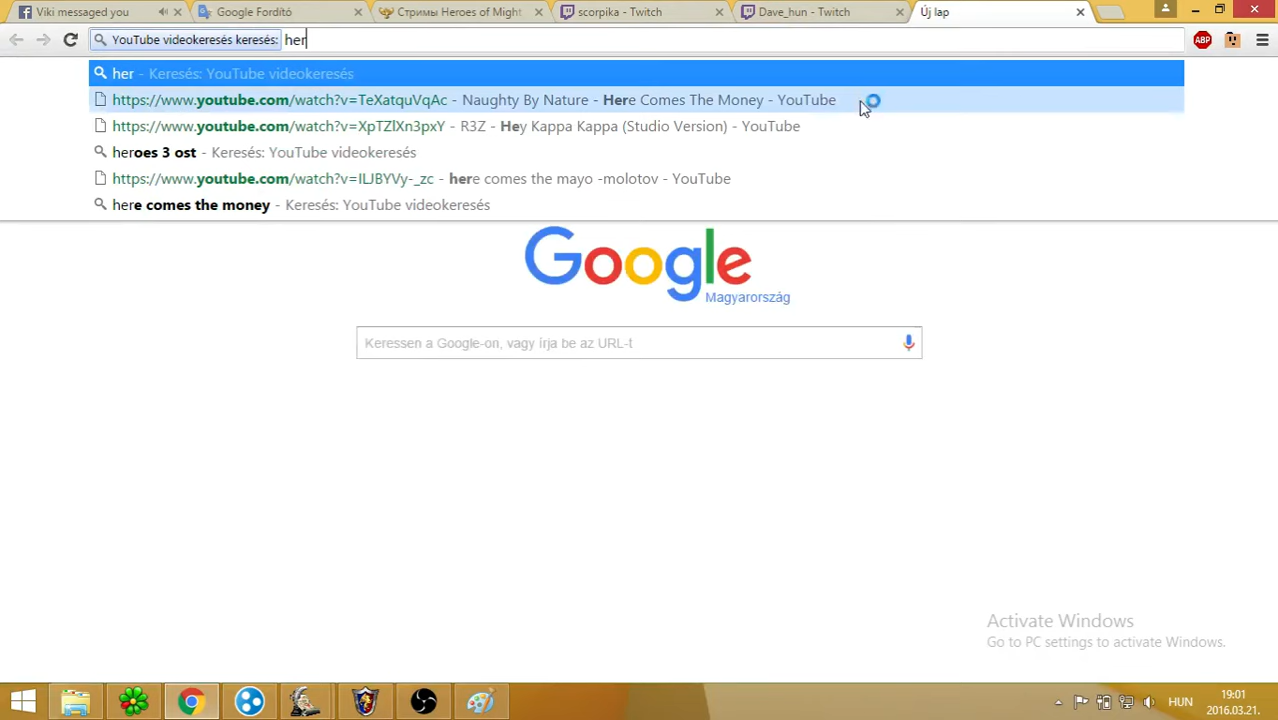 Viki messaged you
Google Fordító
Стримы Heroes of Might
scorpika - Twitch
Dave_hun - Twitch
Új lap
YouTube videokeresés keresés: her
ABP
her - Keresés: YouTube videokeresés
https://www.youtube.com/watch?v=TeXatquVqAc - Naughty By Nature - Here Comes The Money - YouTube
https://www.youtube.com/watch?v=XpTZlXn3pxY - R3Z - Hey Kappa Kappa (Studio Version) - YouTube
heroes 3 ost - Keresés: YouTube videokeresés
https://www.youtube.com/watch?v=ILJBYVy-_zc - here comes the mayo -molotov - YouTube
here comes the money - Keresés: YouTube videokeresés
Google
Magyarország
Keressen a Google-on, vagy írja be az URL-t
Activate Windows
Go to PC settings to activate Windows.
HUN
19:01
2016.03.21.